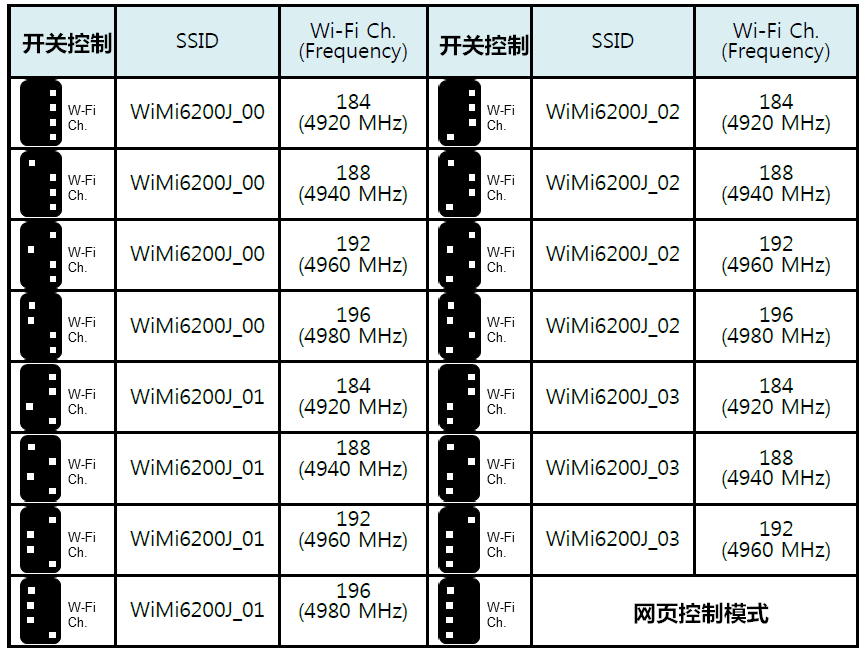 开关控制 SSID Wi-Fi Ch. 开关控制 SSID Wi-Fi Ch.
(Frequency) (Frequency)
W-Fi WiMi6200J_00 184 W-Fi WiMi6200J_02 184
Ch. (4920 MHz) Ch. (4920 MHz)
W-Fi WiMi6200J_00 188 W-Fi WiMi6200J_02 188
Ch. (4940 MHz) Ch. (4940 MHz)
W-Fi WiMi6200J_00 192 W-Fi WiMi6200J_02 192
Ch. (4960 MHz) Ch. (4960 MHz)
W-Fi WiMi6200J_00 196 W-Fi WiMi6200J_02 196
Ch. (4980 MHz) Ch. (4980 MHz)
W-Fi WiMi6200J_01 184 W-Fi WiMi6200J_03 184
Ch. (4920 MHz) Ch. (4920 MHz)
W-Fi WiMi6200J_01 188 W-Fi WiMi6200J_03 188
Ch. (4940 MHz) Ch. (4940 MHz)
W-Fi WiMi6200J_01 192 W-Fi WiMi6200J_03 192
Ch. (4960 MHz) Ch. (4960 MHz)
W-Fi WiMi6200J_01 196 W-Fi 网页控制模式
Ch. (4980 MHz) Ch.